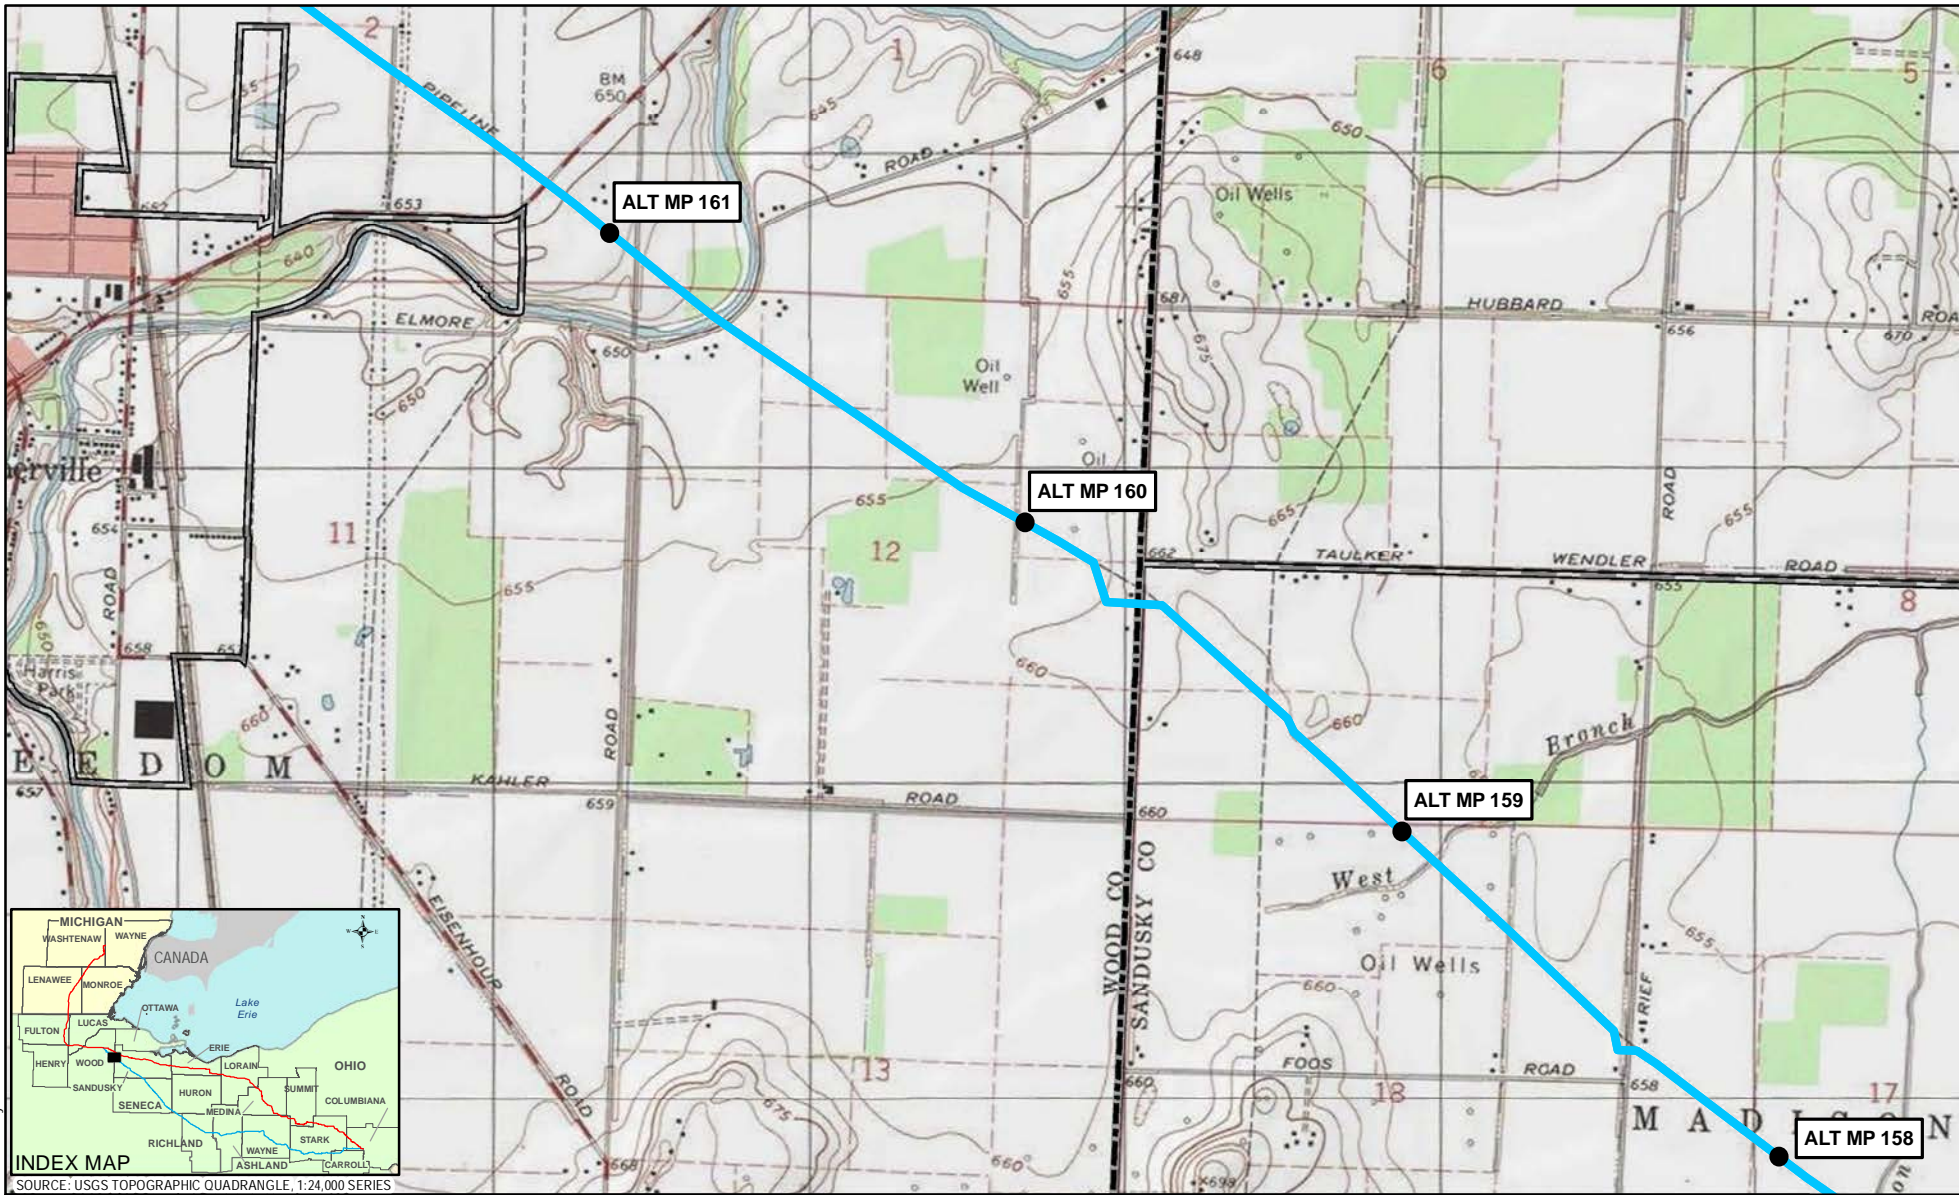 2
1
6
5
648
BM
650
PIPELINE
645
650
ROAD
Oil Wells
ALT MP 161
652
653
640
655
681
HUBBARD
ROA
656
670
ELMORE
650
675
Oil
Well
650
Oil
erville
ALT MP 160
655
ROAD
665
655
654
11
12
662
TAULKER
WENDLER
ROAD
655
655
8
ROAD
650
658
Harris
Park
660
660
660
Branch
E E D O M
ROAD
657
KAHLER
659
ROAD
660
ALT MP 159
West
EISENHOUR
WOOD CO
SANDUSKY CO
655
Oil Wells
660
RIEF
FOOS
ROAD
13
660
18
658
17
675
ROAD
M A D I S O N
ALT MP 158
668
660
×698
on
MICHIGAN
WASHTENAW
WAYNE
CANADA
LENAWEE
MONROE
Lake
Erie
OTTAWA
FULTON
LUCAS
ERIE
HENRY
WOOD
LORAIN
OHIO
SANDUSKY
HURON
SUMMIT
SENECA
MEDINA
COLUMBIANA
RICHLAND
STARK
WAYNE
ASHLAND
CARROLL
N
W
E
S
INDEX MAP
SOURCE: USGS TOPOGRAPHIC QUADRANGLE, 1:24,000 SERIES